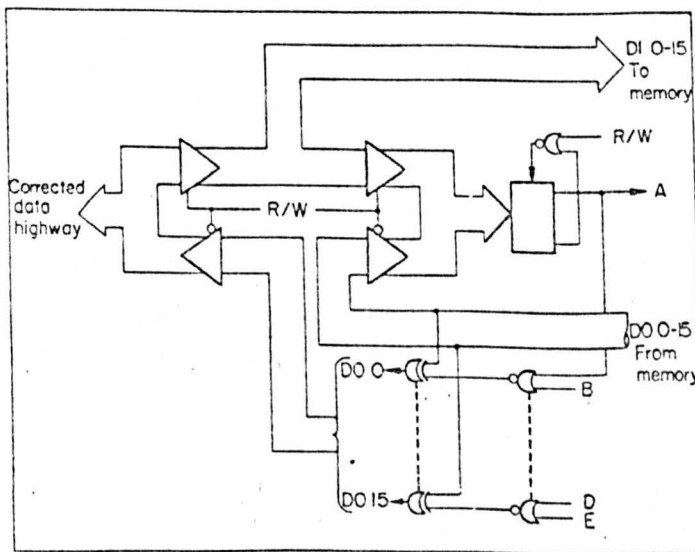 DI 0-15
To
memory
R/W
A
Corrected
data
highway
R/W
DO 0-15
From
memory
DO 0
B
DO 15
D
E